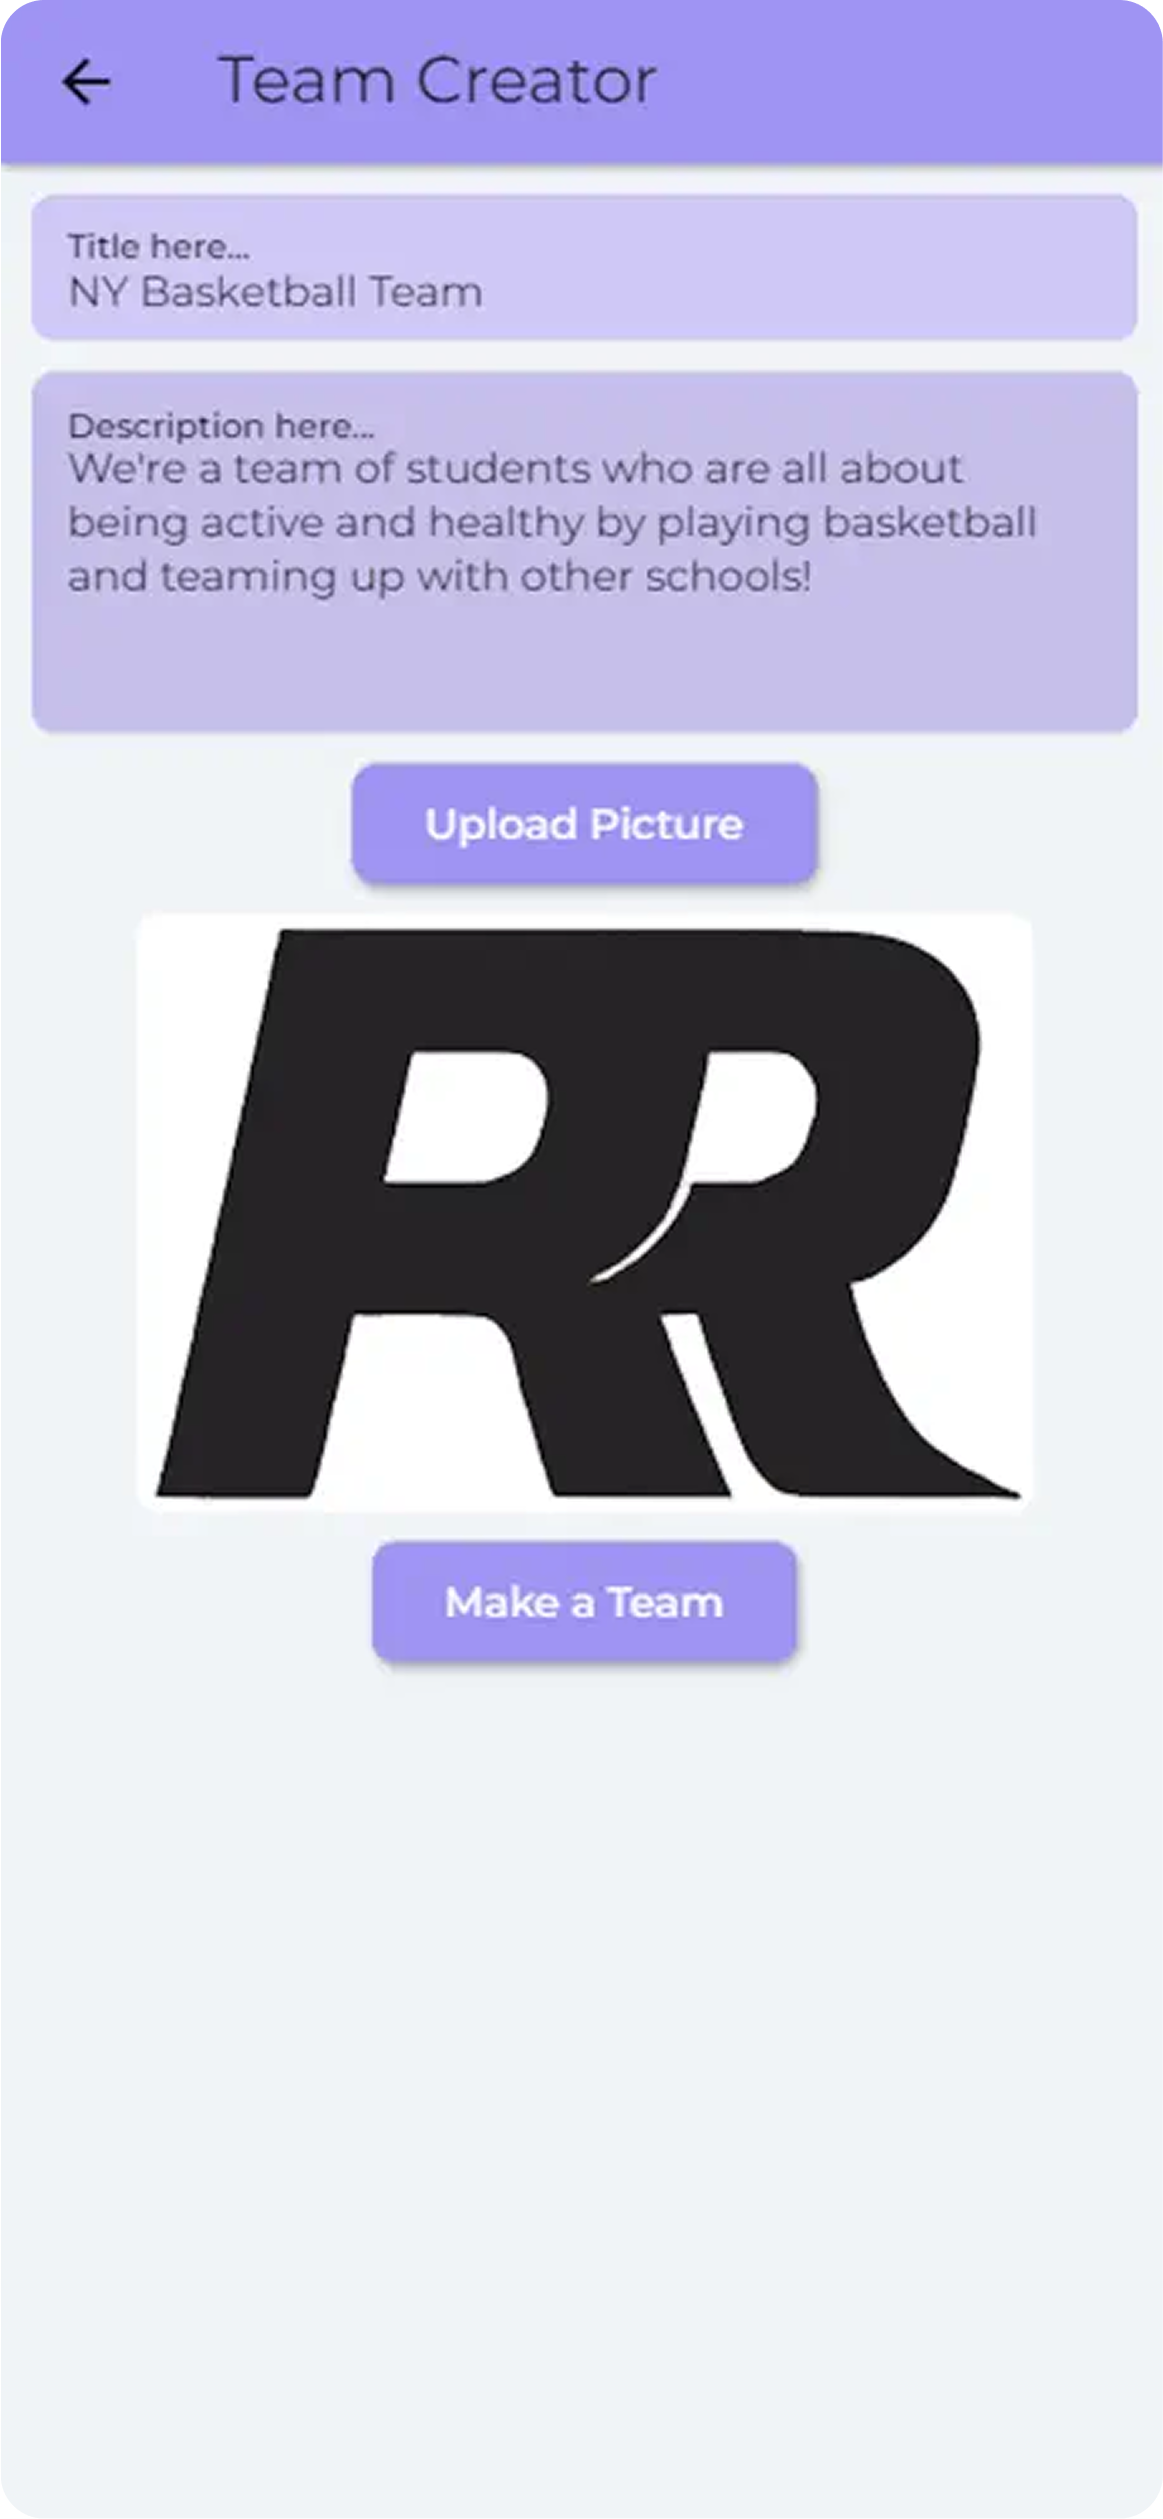 Team Creator
Title here...
NY Basketball Team
Description here...
We're a team of students who are all about
being active and healthy by playing basketball
and teaming up with other schools!
Upload Picture
RR
Make a Team